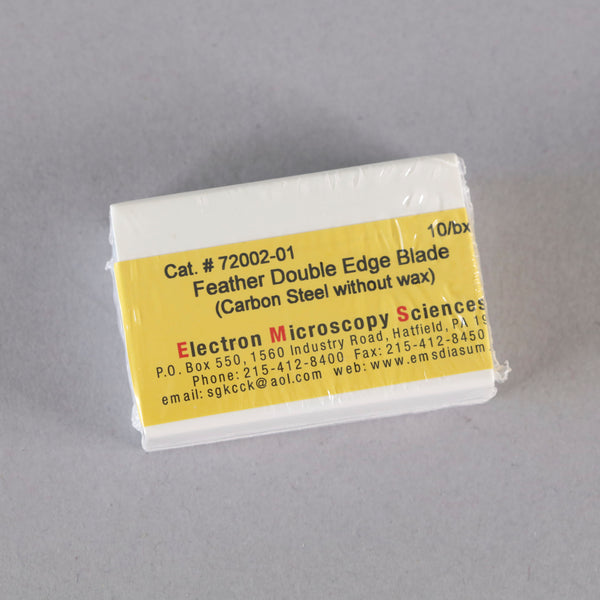 10/bx
Cat. # 72002-01
Feather Double Edge Blade
(Carbon Steel without wax)
Electron Microscopy Sciences
P.O. Box 550, 1560 Industry Road, Hatfield, PA 19
Phone: 215-412-8400 Fax: 215-412-8450
email: sgkcck@aol.com web: www.emsdiasum